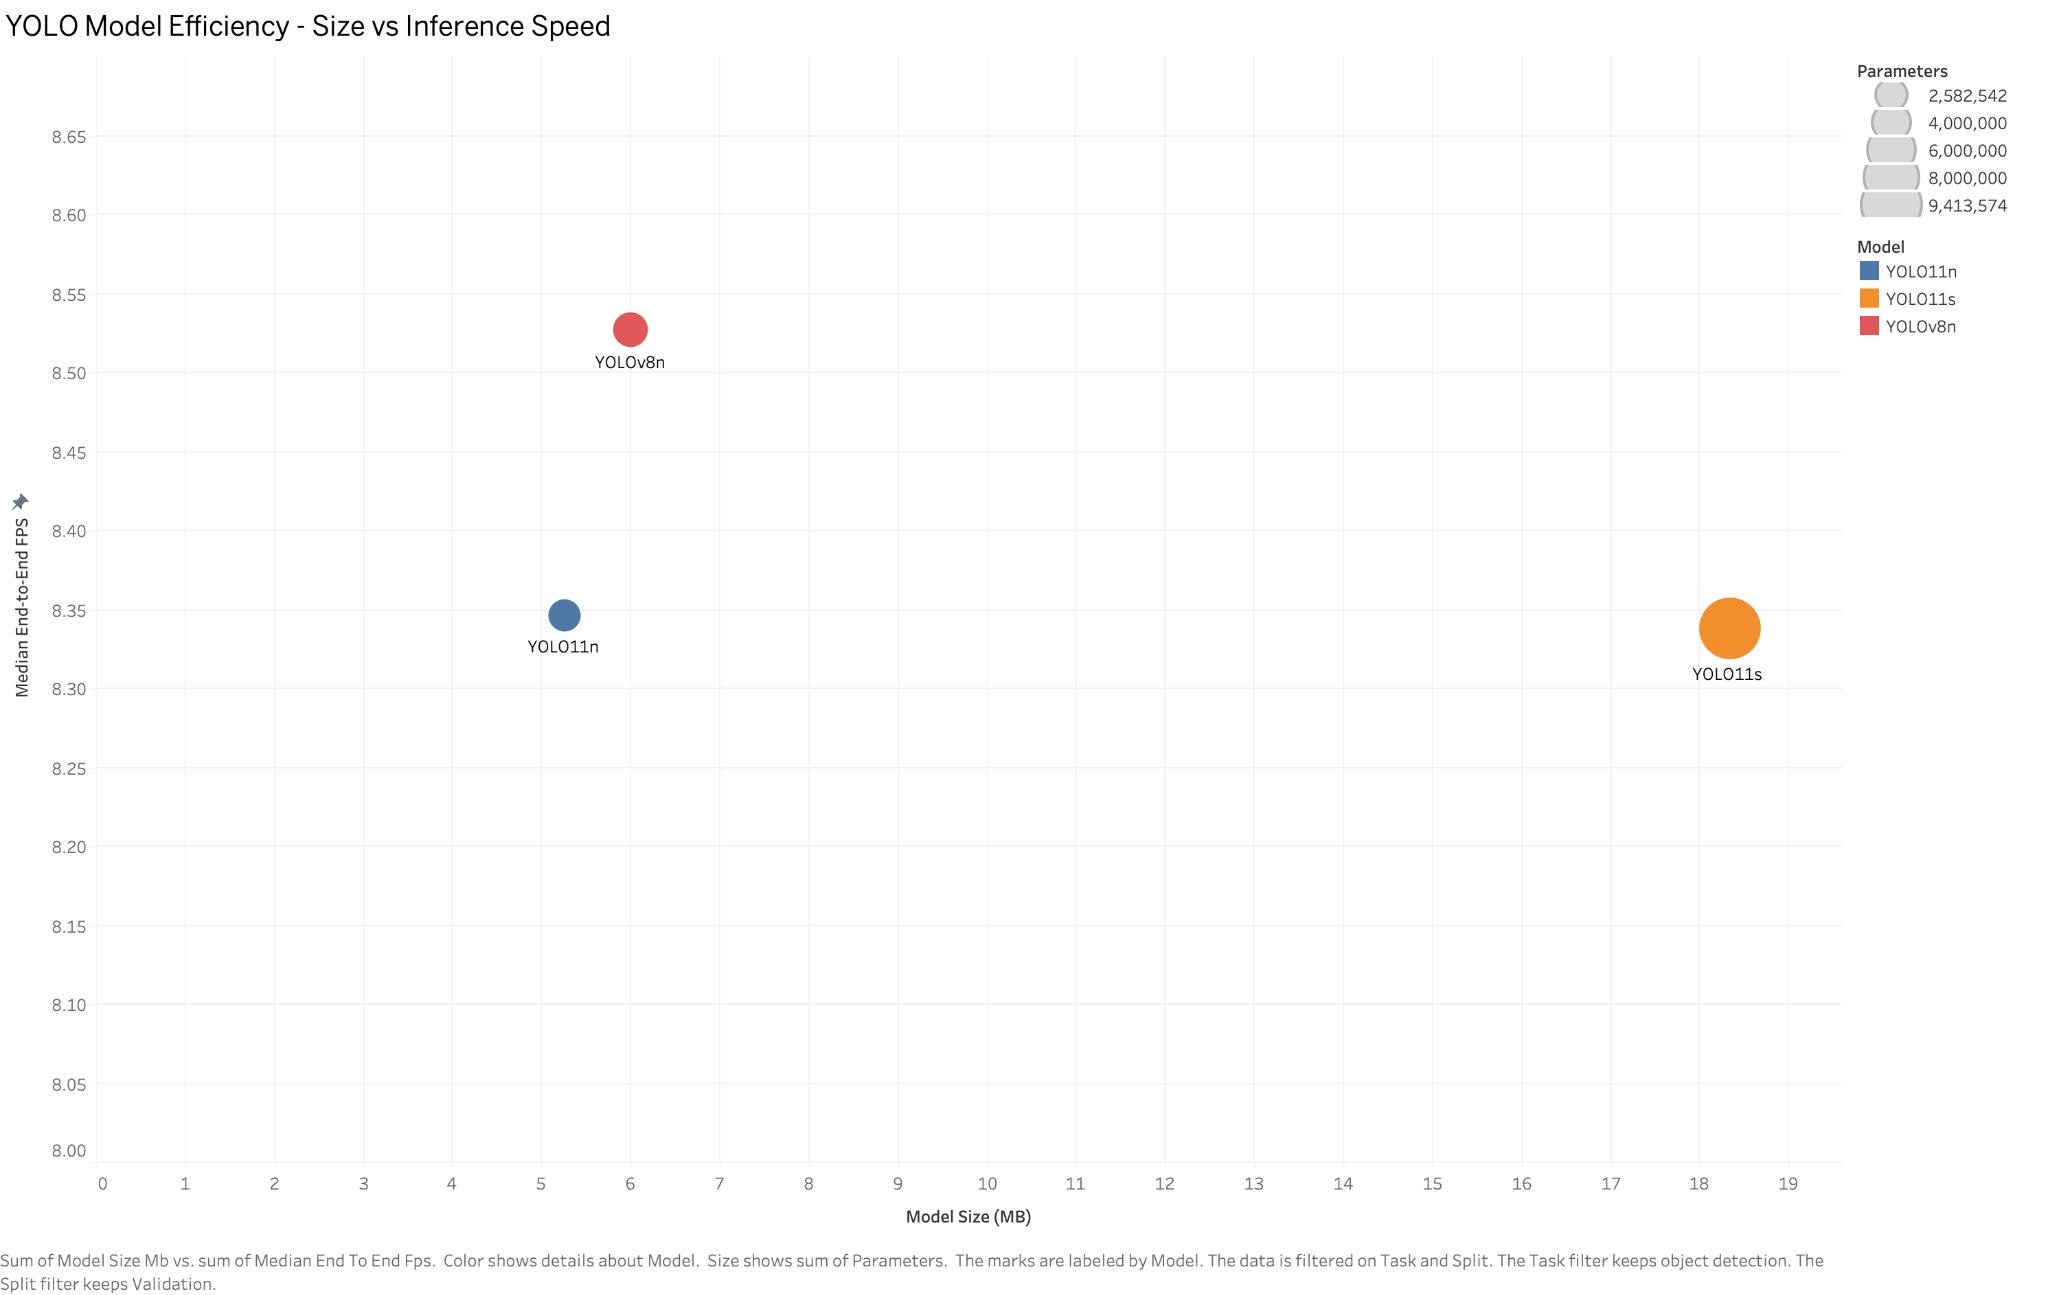 YOLO Model Efficiency - Size vs Inference Speed
Parameters
2,582,542
4,000,000
6,000,000
8,000,000
9,413,574
Model
YOLO11n
YOLO11s
YOLOv8n
Median End-to-End FPS
8.65
8.60
8.55
8.50
8.45
8.40
8.35
8.30
8.25
8.20
8.15
8.10
8.05
8.00
YOLOv8n
YOLO11n
YOLO11s
0 1 2 3 4 5 6 7 8 9 10 11 12 13 14 15 16 17 18 19
Model Size (MB)
Sum of Model Size Mb vs. sum of Median End To End Fps.  Color shows details about Model.  Size shows sum of Parameters.  The marks are labeled by Model. The data is filtered on Task and Split. The Task filter keeps object detection. The
Split filter keeps Validation.